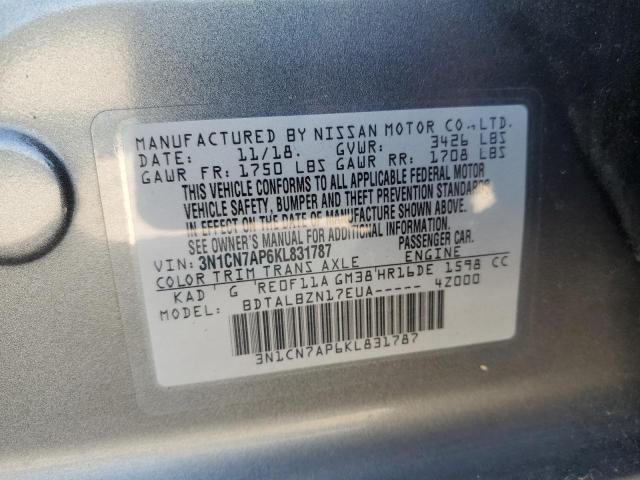 MANUFACTURED BY NISSAN MOTOR CO.,LTD.
DATE: 11/18. GVWR: 3426 LBS
GAWR FR: 1750 LBS GAWR RR: 1708 LBS
THIS VEHICLE CONFORMS TO ALL APPLICABLE FEDERAL MOTOR
VEHICLE SAFETY, BUMPER AND THEFT PREVENTION STANDARDS
IN EFFECT ON THE DATE OF MANUFACTURE SHOWN ABOVE.
SEE OWNER'S MANUAL FOR ADDITIONAL INFORMATION.
VIN: 3N1CN7AP6KL831787 PASSENGER CAR.
COLOR TRIM TRANS AXLE ENGINE
KAD ' G 'RE0F11A GM38'HR16DE 1598 CC
MODEL: BDTALBZN17EUA----- 4Z000
3N1CN7AP6KL831787